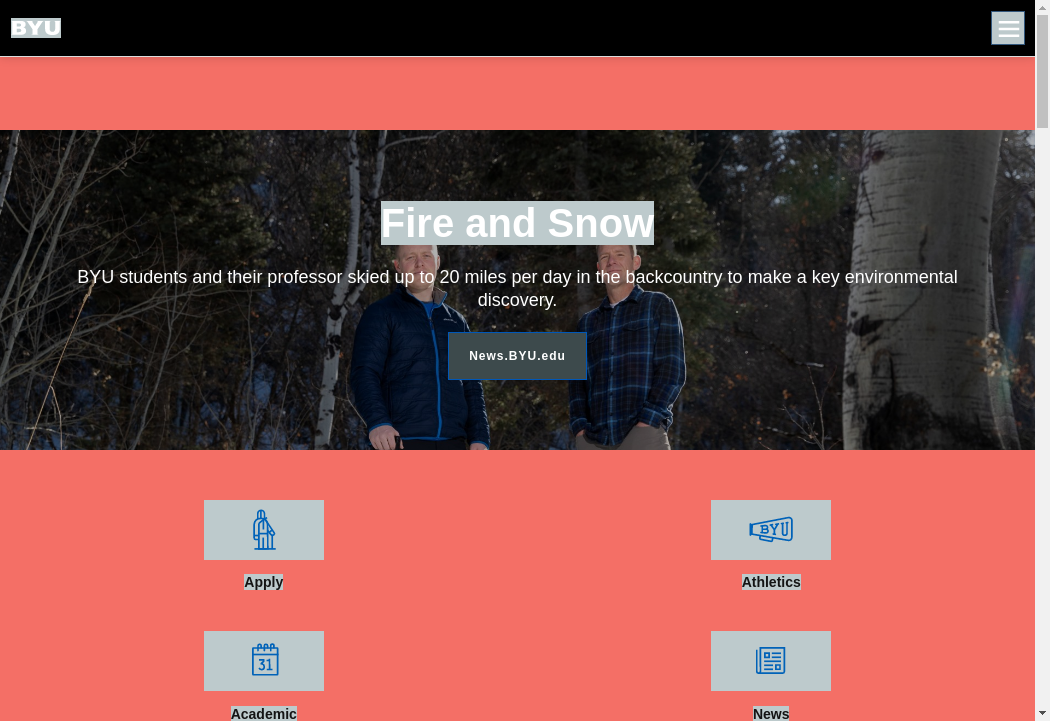 BYU
Fire and Snow
BYU students and their professor skied up to 20 miles per day in the backcountry to make a key environmental
discovery.
News.BYU.edu
BYU
Apply
Athletics
31
Academic
News